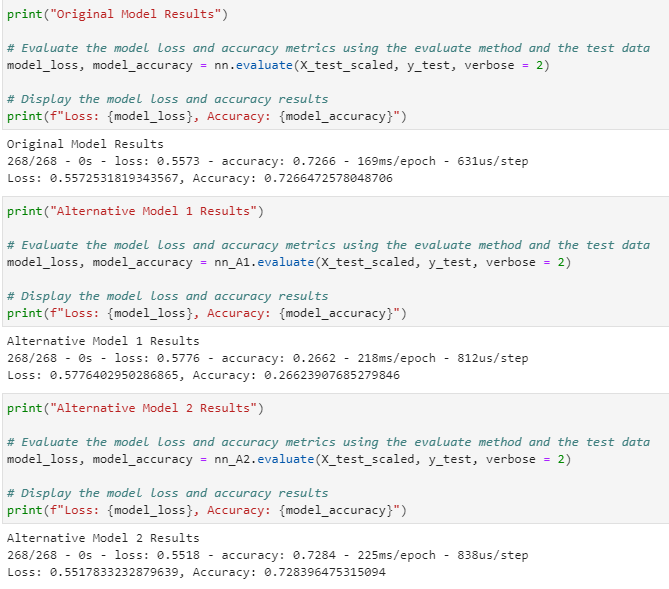 print("Original Model Results")
# Evaluate the model loss and accuracy metrics using the evaluate method and the test data
model_loss, model_accuracy = nn.evaluate(X_test_scaled, y_test, verbose = 2)
# Display the model loss and accuracy results
print(f"Loss: {model_loss}, Accuracy: {model_accuracy}")
Original Model Results
268/268 - 0s - loss: 0.5573 - accuracy: 0.7266 - 169ms/epoch - 631us/step
Loss: 0.5572531819343567, Accuracy: 0.7266472578048706
print("Alternative Model 1 Results")
# Evaluate the model loss and accuracy metrics using the evaluate method and the test data
model_loss, model_accuracy = nn_A1.evaluate(X_test_scaled, y_test, verbose = 2)
# Display the model loss and accuracy results
print(f"Loss: {model_loss}, Accuracy: {model_accuracy}")
Alternative Model 1 Results
268/268 - 0s - loss: 0.5776 - accuracy: 0.2662 - 218ms/epoch - 812us/step
Loss: 0.5776402950286865, Accuracy: 0.26623907685279846
print("Alternative Model 2 Results")
# Evaluate the model loss and accuracy metrics using the evaluate method and the test data
model_loss, model_accuracy = nn_A2.evaluate(X_test_scaled, y_test, verbose = 2)
# Display the model loss and accuracy results
print(f"Loss: {model_loss}, Accuracy: {model_accuracy}")
Alternative Model 2 Results
268/268 - 0s - loss: 0.5518 - accuracy: 0.7284 - 225ms/epoch - 838us/step
Loss: 0.5517833232879639, Accuracy: 0.728396475315094